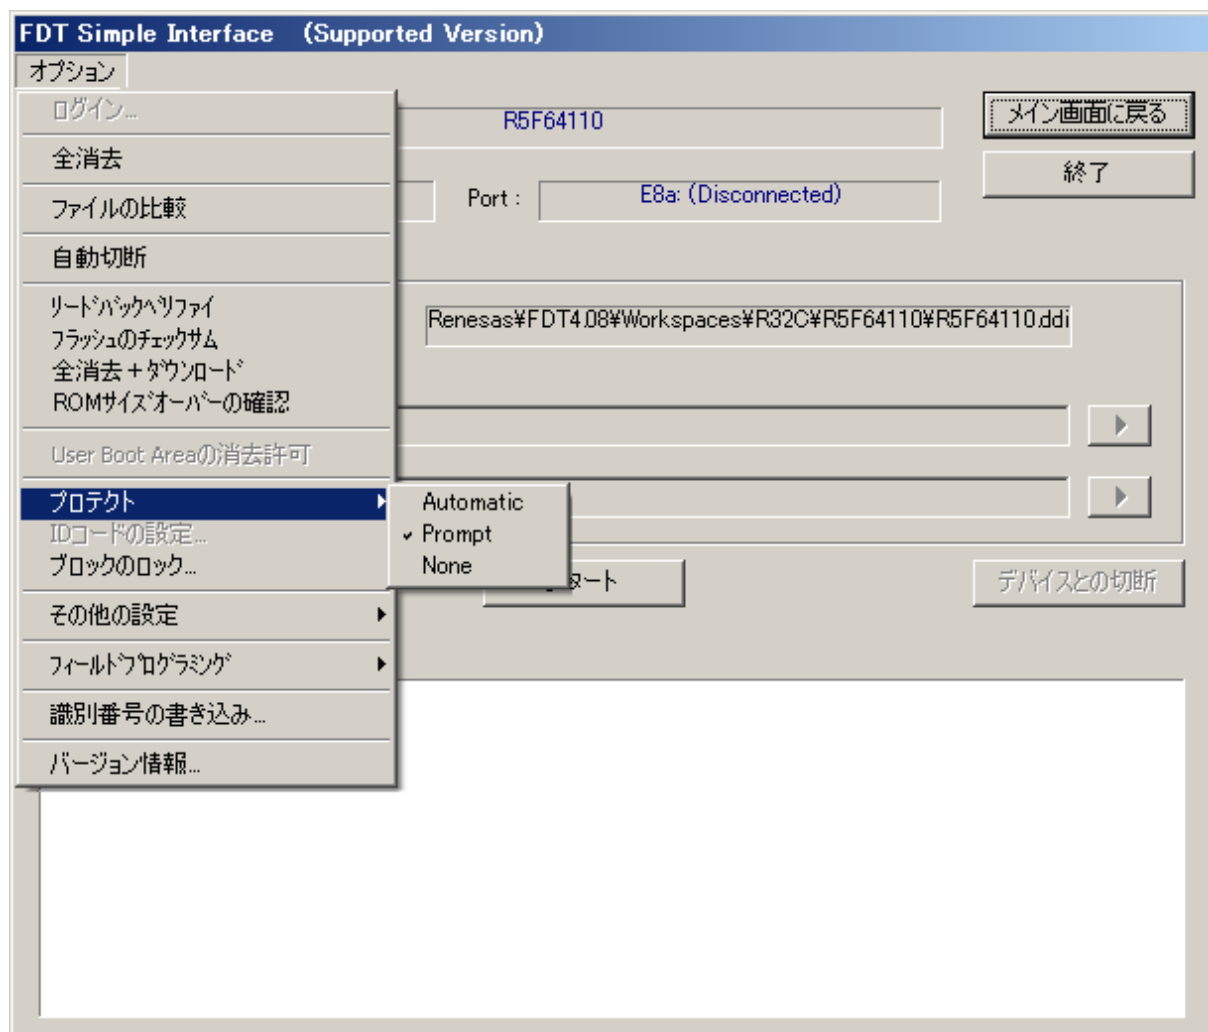 FDT Simple Interface (Supported Version)
オプション
ログイン...
R5F64110
メイン画面に戻る
全消去
終了
ファイルの比較
Port :
E8a: (Disconnected)
自動切断
リードバックベリファイ
Renesas¥FDT4.08¥Workspaces¥R32C¥R5F64110¥R5F64110.ddi
フラッシュのチェックサム
全消去+ダウンロード
ROMサイズオーバーの確認
User Boot Areaの消去許可
プロテクト
Automatic
IDコードの設定...
Prompt
ブロックのロック...
None
タート
デバイスとの切断
その他の設定
フィールドプログラミング
識別番号の書き込み...
バージョン情報...